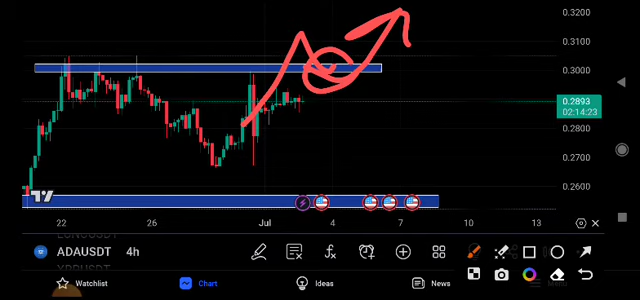 0.3200
0.3100
0.3000
0.2893
02:14:23
0.2800
0.2700
0.2600
22 26 Jul 4 7 10 13
ADAUSDT 4h
Watchlist Chart Ideas News Menu